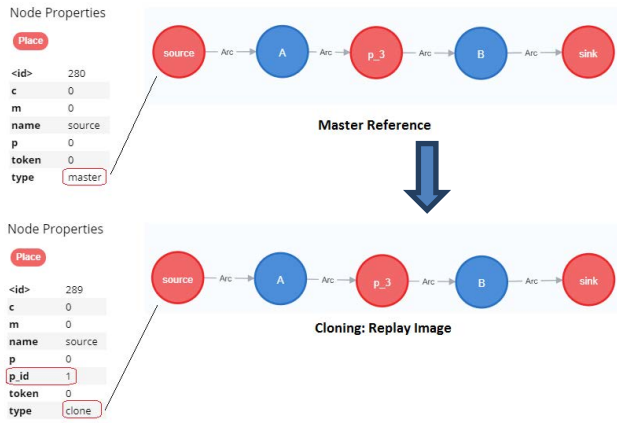 Node Properties
Place
<id> 280
c 0
m 0
name source
p 0
token 0
type master
source Arc A Arc p_3 Arc B Arc sink
Master Reference
Node Properties
Place
<id> 289
c 0
m 0
name source
p 0
p_id 1
token 0
type clone
source Arc A Arc p_3 Arc B Arc sink
Cloning: Replay Image